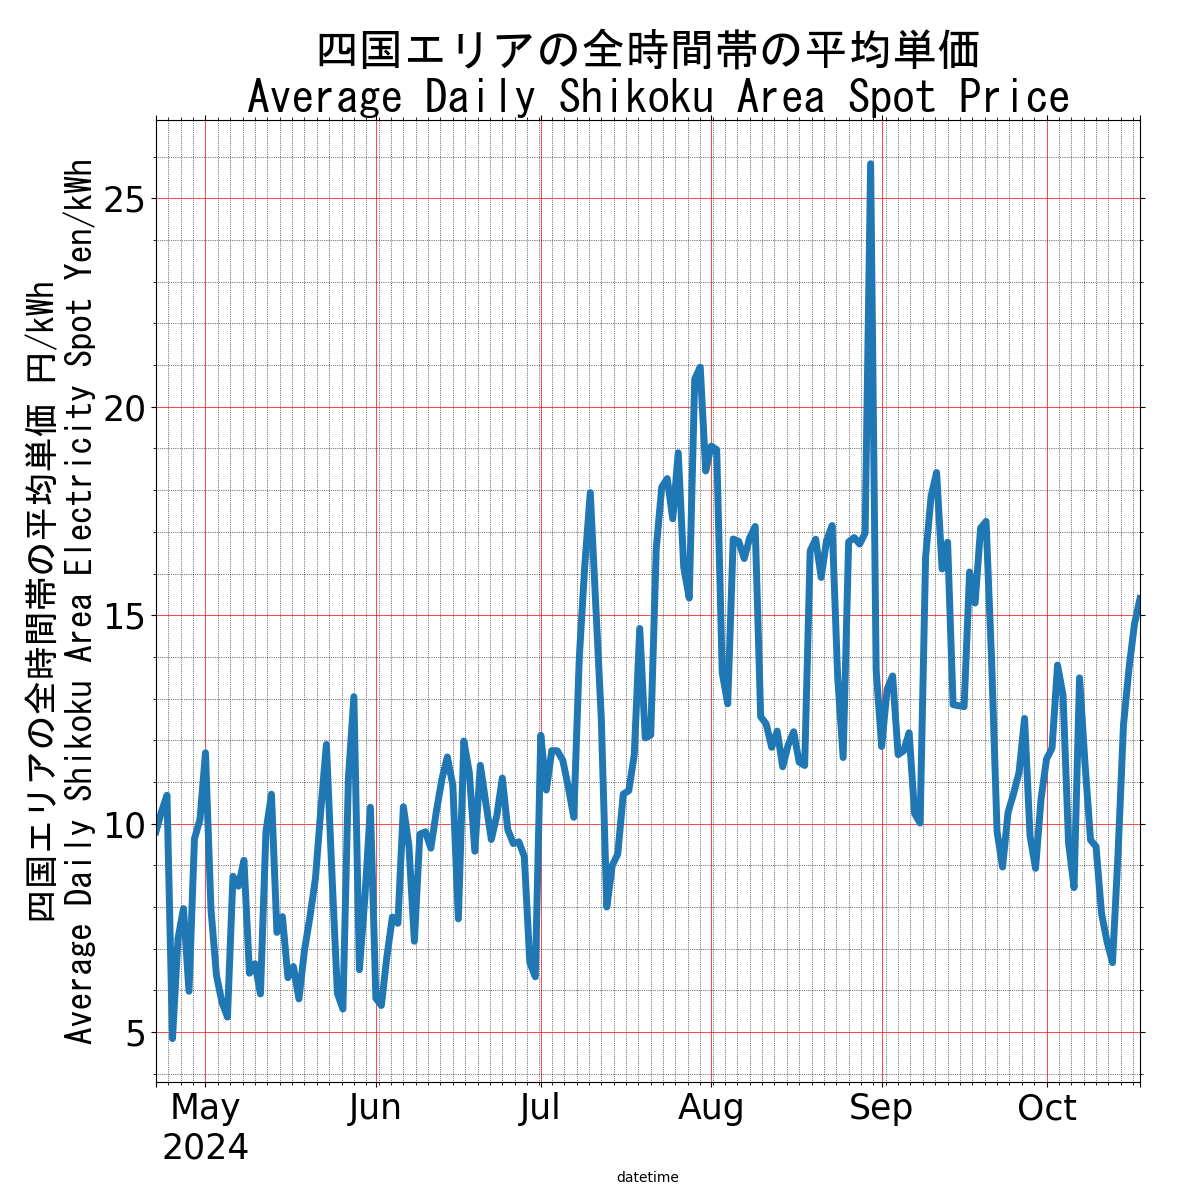 四国エリアの全時間帯の平均単価
Average Daily Shikoku Area Spot Price
四国エリアの全時間帯の平均単価 円/kWh
Average Daily Shikoku Area Electricity Spot Yen/kWh
25
20
15
10
5
May
2024
Jun
Jul
Aug
Sep
Oct
datetime